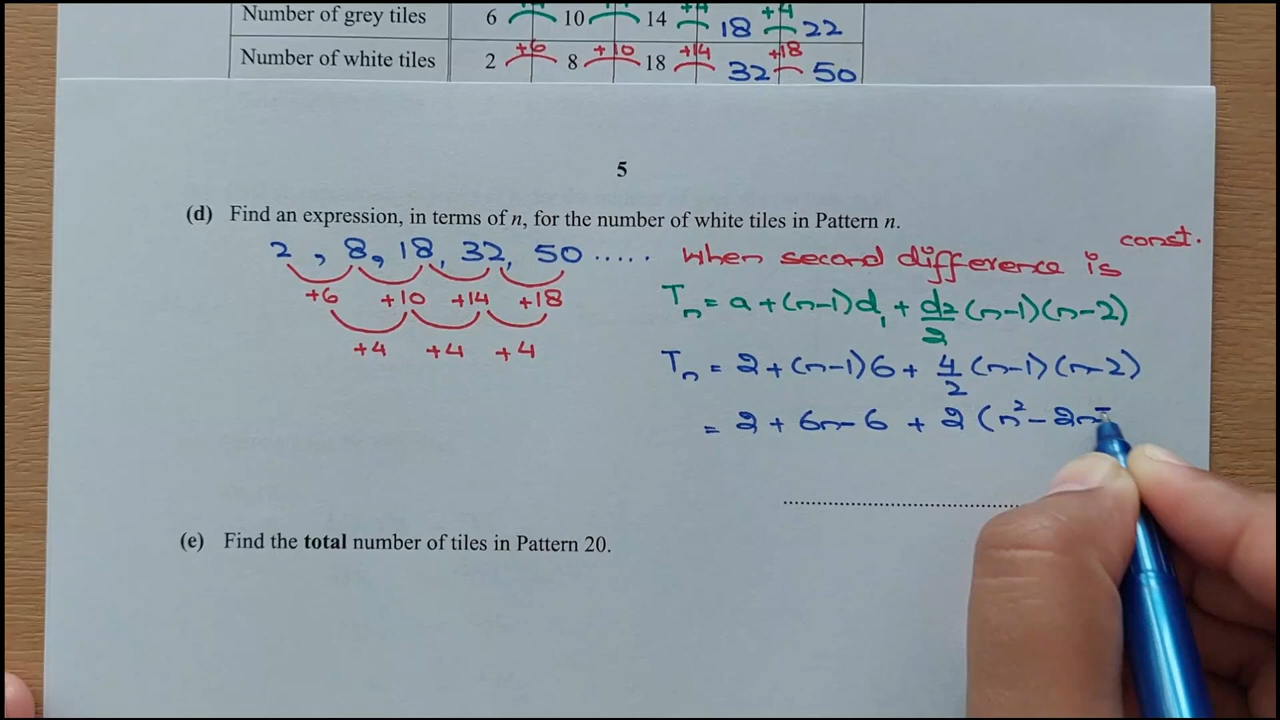 Number of grey tiles 6 10 14 +4 18 +4 22
Number of white tiles 2 +6 8 +10 18 +14 32 +18 50
5
(d) Find an expression, in terms of n, for the number of white tiles in Pattern n.
2, 8, 18, 32, 50 ..... when second difference is const.
+6 +10 +14 +18
+4 +4 +4
Tn = a + (n-1)d1 + d2/2 (n-1)(n-2)
Tn = 2 + (n-1)6 + 4/2 (n-1)(n-2)
= 2 + 6n - 6 + 2 (n² - 2n -
(e) Find the total number of tiles in Pattern 20.